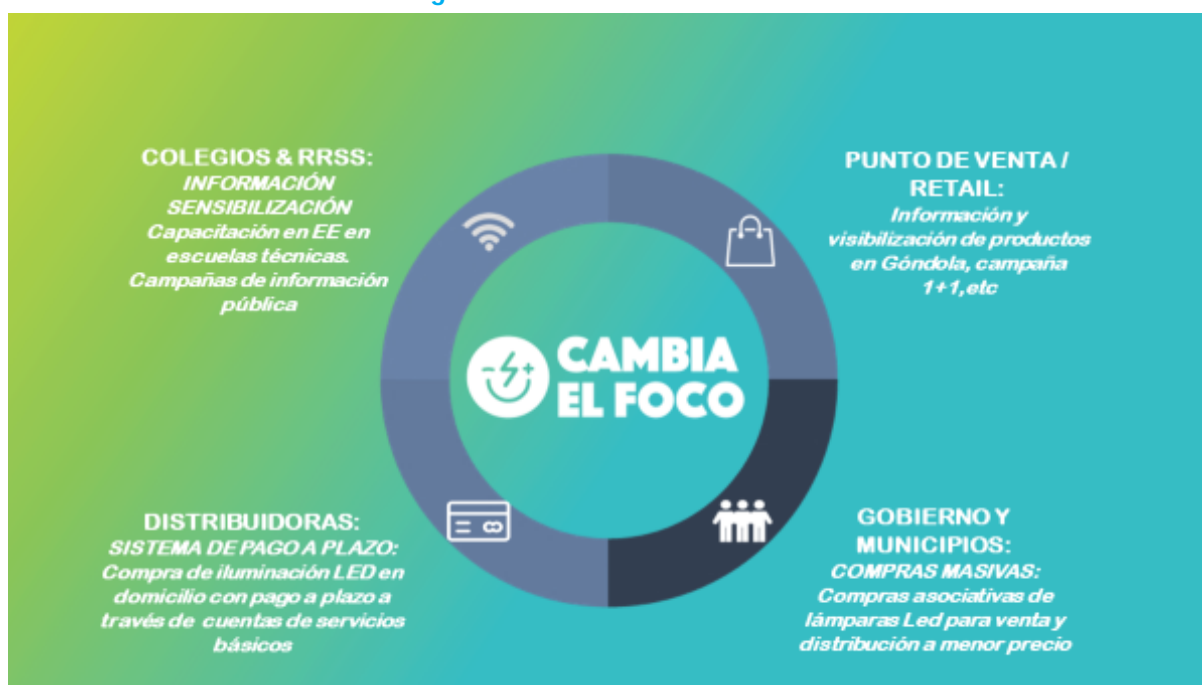 COLEGIOS & RRSS:
INFORMACIÓN
SENSIBILIZACIÓN
Capacitación en EE en
escuelas técnicas.
Campañas de información
pública
PUNTO DE VENTA /
RETAIL:
Información y
visibilización de productos
en Góndola, campaña
1+1,etc
CAMBIA
EL FOCO
DISTRIBUIDORAS:
SISTEMA DE PAGO A PLAZO:
Compra de iluminación LED en
domicilio con pago a plazo a
través de cuentas de servicios
básicos
GOBIERNO Y
MUNICIPIOS:
COMPRAS MASIVAS:
Compras asociativas de
lámparas Led para venta y
distribución a menor precio